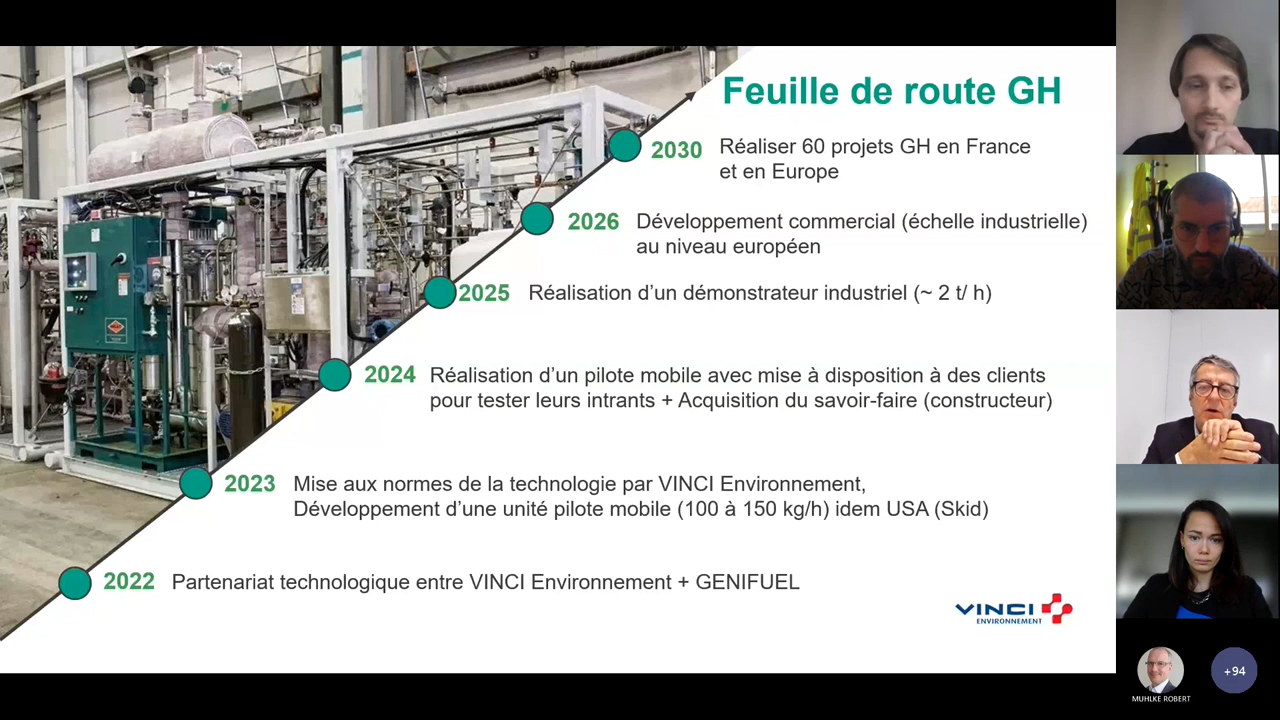 Feuille de route GH
2030 Réaliser 60 projets GH en France
et en Europe
2026 Développement commercial (échelle industrielle)
au niveau européen
2025 Réalisation d’un démonstrateur industriel (~ 2 t/ h)
2024 Réalisation d’un pilote mobile avec mise à disposition à des clients
pour tester leurs intrants + Acquisition du savoir-faire (constructeur)
2023 Mise aux normes de la technologie par VINCI Environnement,
Développement d’une unité pilote mobile (100 à 150 kg/h) idem USA (Skid)
2022 Partenariat technologique entre VINCI Environnement + GENIFUEL
VINCI
ENVIRONNEMENT
+94
MUHLKE ROBERT